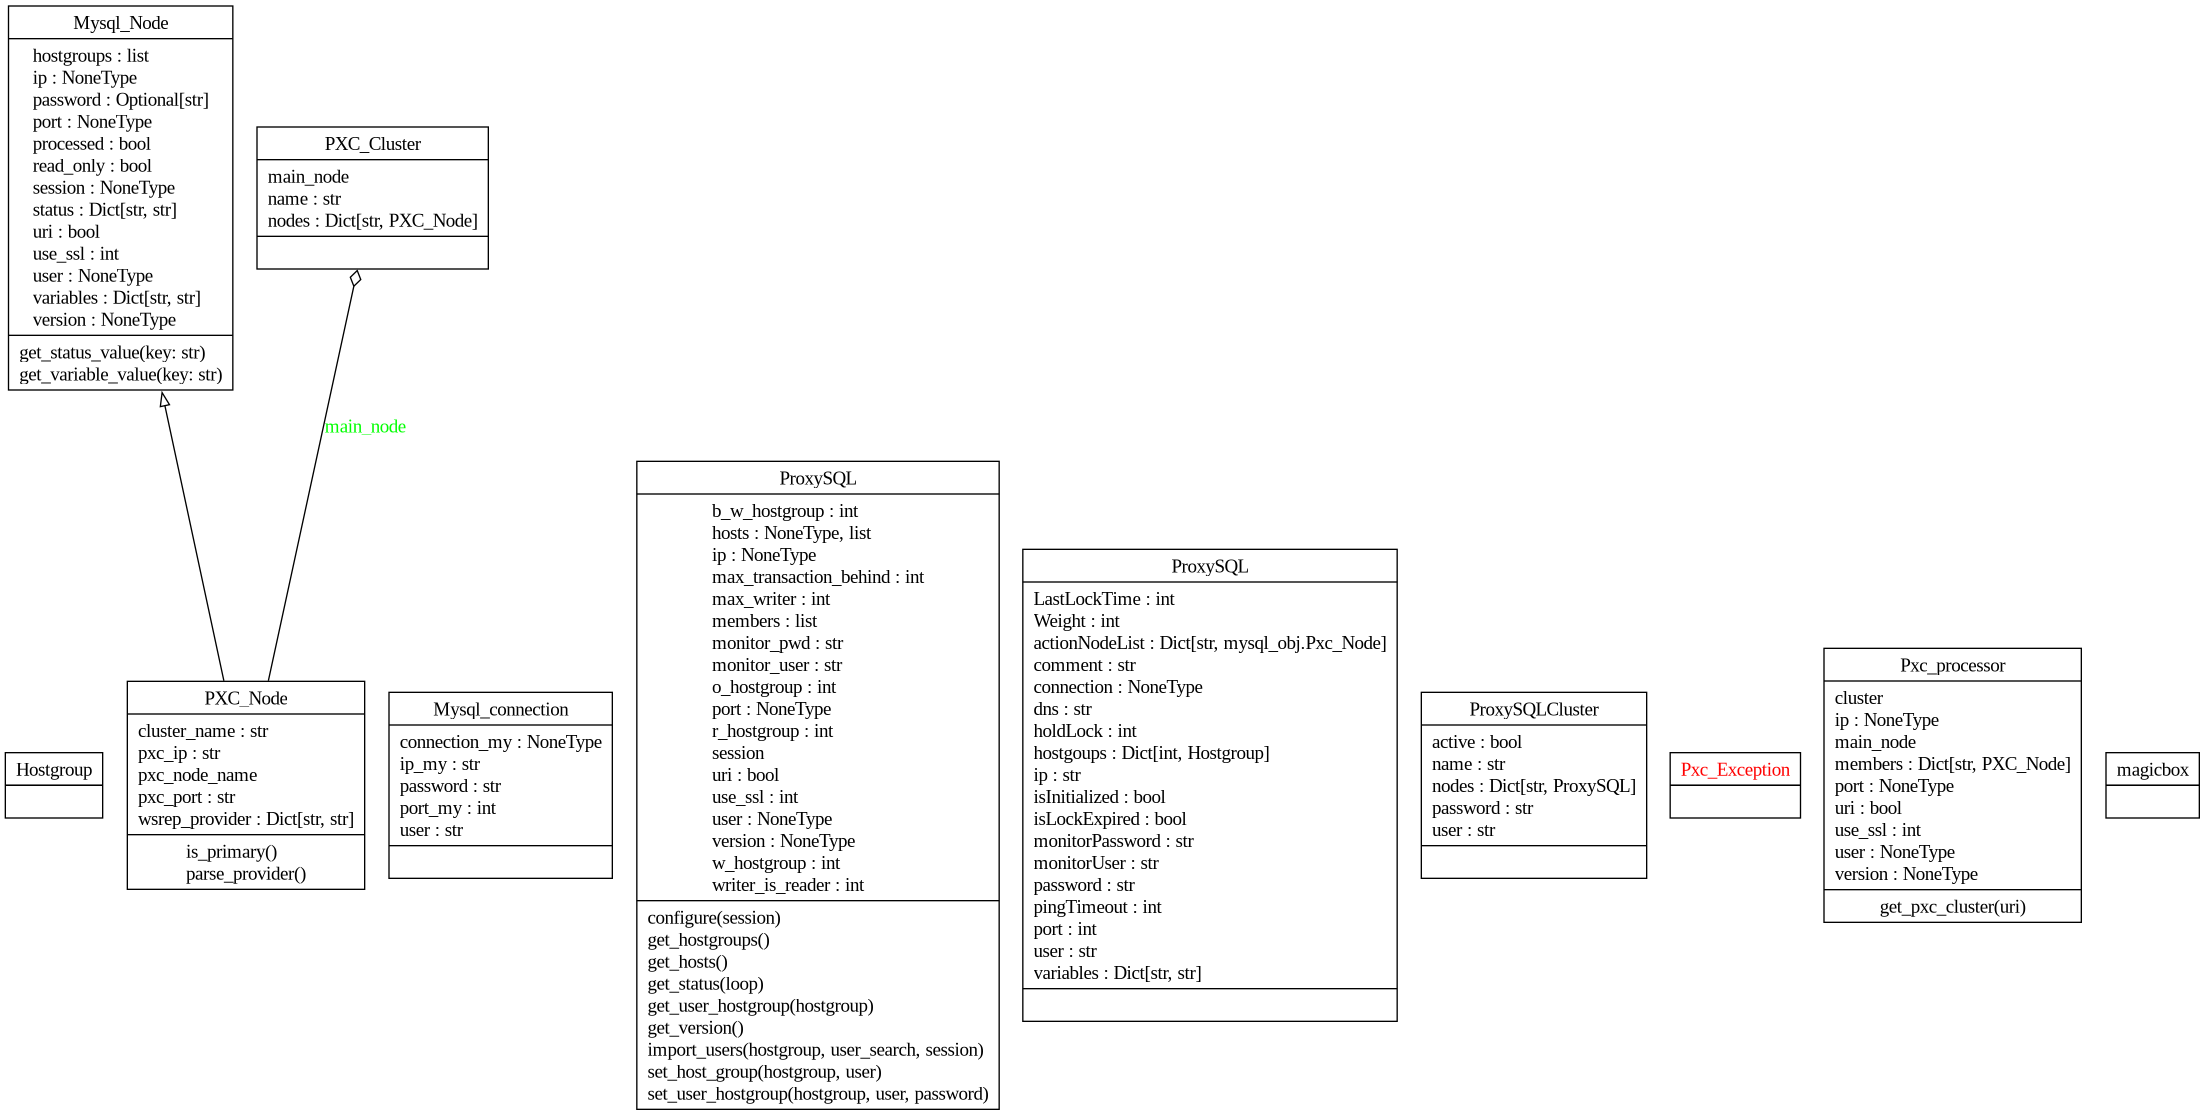 Mysql_Node
hostgroups : list
ip : NoneType
password : Optional[str]
port : NoneType
processed : bool
read_only : bool
session : NoneType
status : Dict[str, str]
uri : bool
use_ssl : int
user : NoneType
variables : Dict[str, str]
version : NoneType
get_status_value(key: str)
get_variable_value(key: str)
PXC_Cluster
main_node
name : str
nodes : Dict[str, PXC_Node]
main_node
Hostgroup
PXC_Node
cluster_name : str
pxc_ip : str
pxc_node_name
pxc_port : str
wsrep_provider : Dict[str, str]
is_primary()
parse_provider()
Mysql_connection
connection_my : NoneType
ip_my : str
password : str
port_my : int
user : str
ProxySQL
b_w_hostgroup : int
hosts : NoneType, list
ip : NoneType
max_transaction_behind : int
max_writer : int
members : list
monitor_pwd : str
monitor_user : str
o_hostgroup : int
port : NoneType
r_hostgroup : int
session
uri : bool
use_ssl : int
user : NoneType
version : NoneType
w_hostgroup : int
writer_is_reader : int
configure(session)
get_hostgroups()
get_hosts()
get_status(loop)
get_user_hostgroup(hostgroup)
get_version()
import_users(hostgroup, user_search, session)
set_host_group(hostgroup, user)
set_user_hostgroup(hostgroup, user, password)
ProxySQL
LastLockTime : int
Weight : int
actionNodeList : Dict[str, mysql_obj.Pxc_Node]
comment : str
connection : NoneType
dns : str
holdLock : int
hostgoups : Dict[int, Hostgroup]
ip : str
isInitialized : bool
isLockExpired : bool
monitorPassword : str
monitorUser : str
password : str
pingTimeout : int
port : int
user : str
variables : Dict[str, str]
ProxySQLCluster
active : bool
name : str
nodes : Dict[str, ProxySQL]
password : str
user : str
Pxc_Exception
Pxc_processor
cluster
ip : NoneType
main_node
members : Dict[str, PXC_Node]
port : NoneType
uri : bool
use_ssl : int
user : NoneType
version : NoneType
get_pxc_cluster(uri)
magicbox